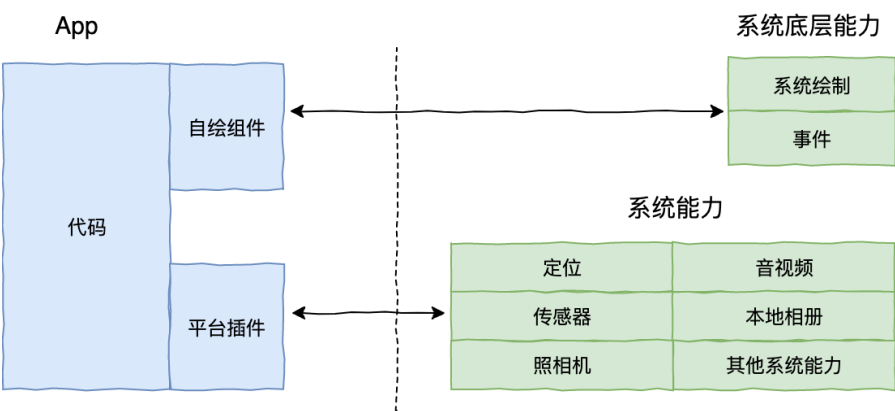 App
系统底层能力
代码
自绘组件
系统绘制
事件
系统能力
平台插件
定位
音视频
传感器
本地相册
照相机
其他系统能力